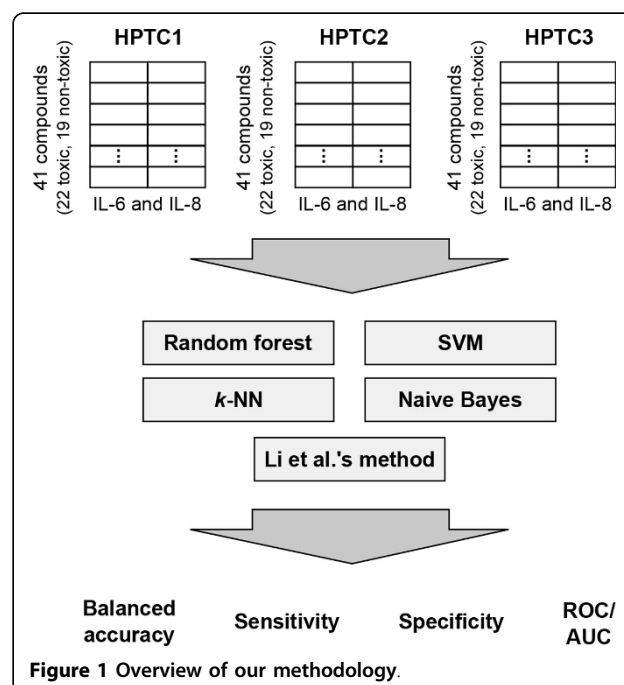 HPTC1 HPTC2 HPTC3
41 compounds
(22 toxic, 19 non-toxic)
⋮ ⋮
IL-6 and IL-8
41 compounds
(22 toxic, 19 non-toxic)
⋮ ⋮
IL-6 and IL-8
41 compounds
(22 toxic, 19 non-toxic)
⋮ ⋮
IL-6 and IL-8
Random forest SVM
k-NN Naive Bayes
Li et al.'s method
Balanced
accuracy
Sensitivity
Specificity
ROC/
AUC
Figure 1 Overview of our methodology.